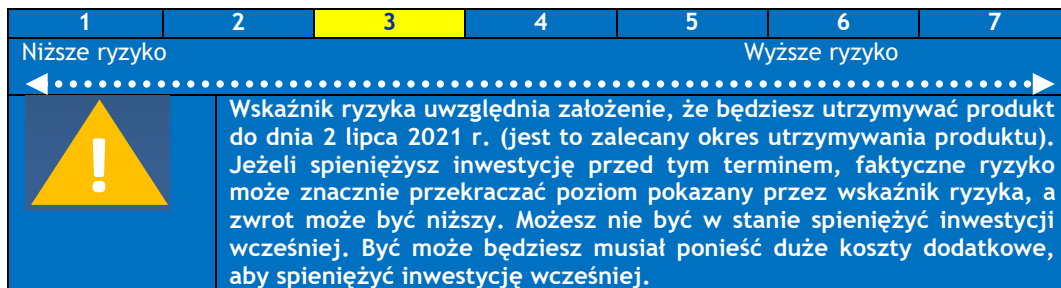 1 2 3 4 5 6 7
Niższe ryzyko Wyższe ryzyko
Wskaźnik ryzyka uwzględnia założenie, że będziesz utrzymywać produkt
do dnia 2 lipca 2021 r. (jest to zalecany okres utrzymywania produktu).
Jeżeli spieniężysz inwestycję przed tym terminem, faktyczne ryzyko
może znacznie przekraczać poziom pokazany przez wskaźnik ryzyka, a
zwrot może być niższy. Możesz nie być w stanie spieniężyć inwestycji
wcześniej. Być może będziesz musiał ponieść duże koszty dodatkowe,
aby spieniężyć inwestycję wcześniej.